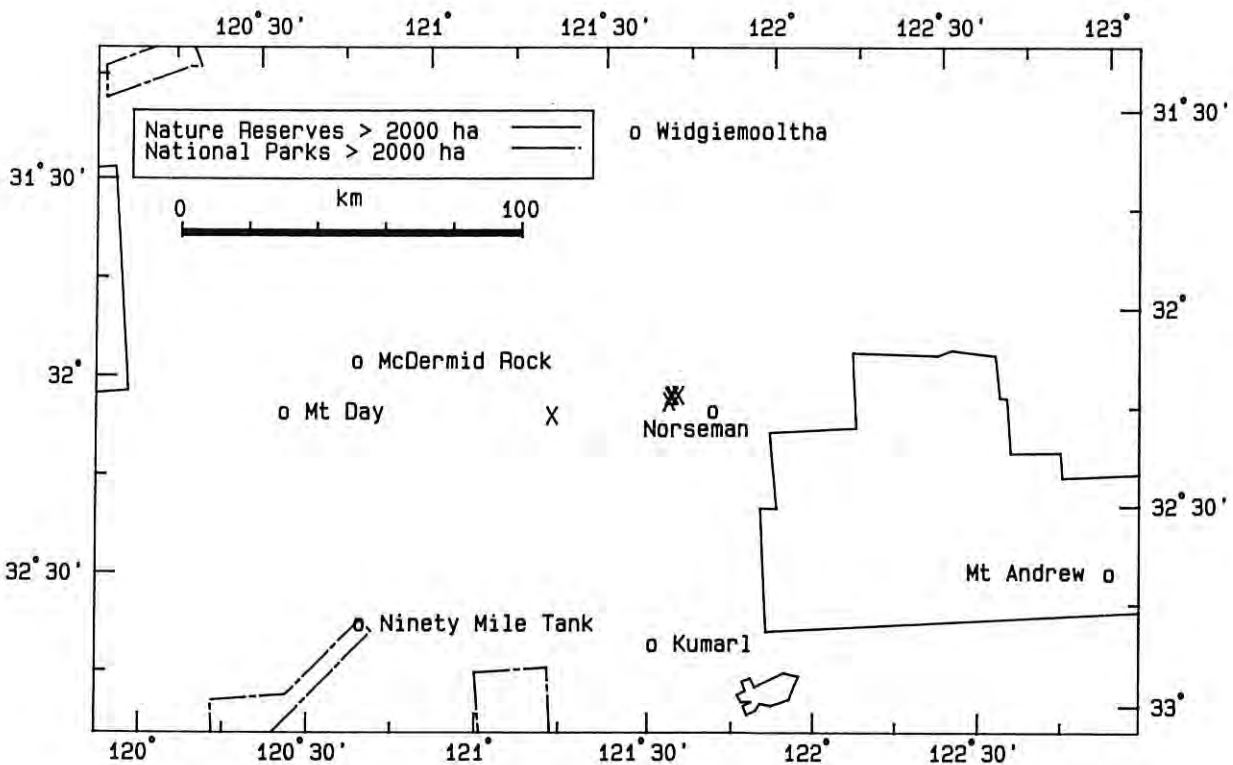 120°30' 121° 121°30' 122° 122°30' 123°
Nature Reserves > 2000 ha
National Parks > 2000 ha
Widgiemooltha
31°30'
31°30'
km
0 100
32°
McDermid Rock
32°
Mt Day
X
X X X
Norseman
32°30'
32°30'
Mt Andrew
Ninety Mile Tank
Kumarl
33°
120° 120°30' 121° 121°30' 122° 122°30'